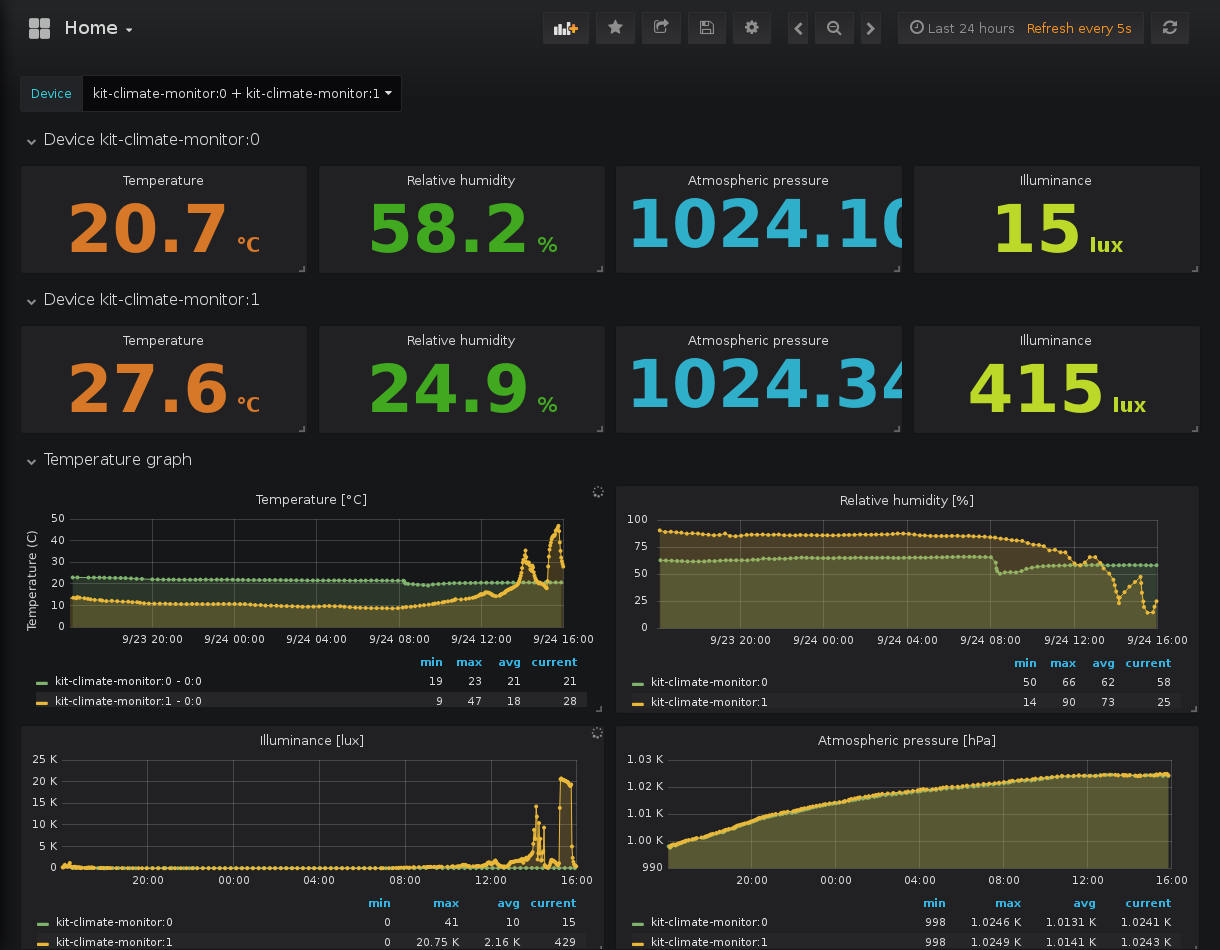 Home
Last 24 hours Refresh every 5s
Device kit-climate-monitor:0 + kit-climate-monitor:1
Device kit-climate-monitor:0
Temperature Relative humidity Atmospheric pressure Illuminance
20.7 °C 58.2 % 1024.10 15 lux
Device kit-climate-monitor:1
Temperature Relative humidity Atmospheric pressure Illuminance
27.6 °C 24.9 % 1024.34 415 lux
Temperature graph
Temperature [°C]
Temperature (C)
50
40
30
20
10
0
9/23 20:00 9/24 00:00 9/24 04:00 9/24 08:00 9/24 12:00 9/24 16:00
min max avg current
kit-climate-monitor:0 - 0:0 19 23 21 21
kit-climate-monitor:1 - 0:0 9 47 18 28
Relative humidity [%]
100
75
50
25
0
9/23 20:00 9/24 00:00 9/24 04:00 9/24 08:00 9/24 12:00 9/24 16:00
min max avg current
kit-climate-monitor:0 50 66 62 58
kit-climate-monitor:1 14 90 73 25
Illuminance [lux]
25 K
20 K
15 K
10 K
5 K
0
20:00 00:00 04:00 08:00 12:00 16:00
min max avg current
kit-climate-monitor:0 0 41 10 15
kit-climate-monitor:1 0 20.75 K 2.16 K 429
Atmospheric pressure [hPa]
1.03 K
1.02 K
1.01 K
1.00 K
990
20:00 00:00 04:00 08:00 12:00 16:00
min max avg current
kit-climate-monitor:0 998 1.0246 K 1.0131 K 1.0241 K
kit-climate-monitor:1 998 1.0249 K 1.0141 K 1.0243 K